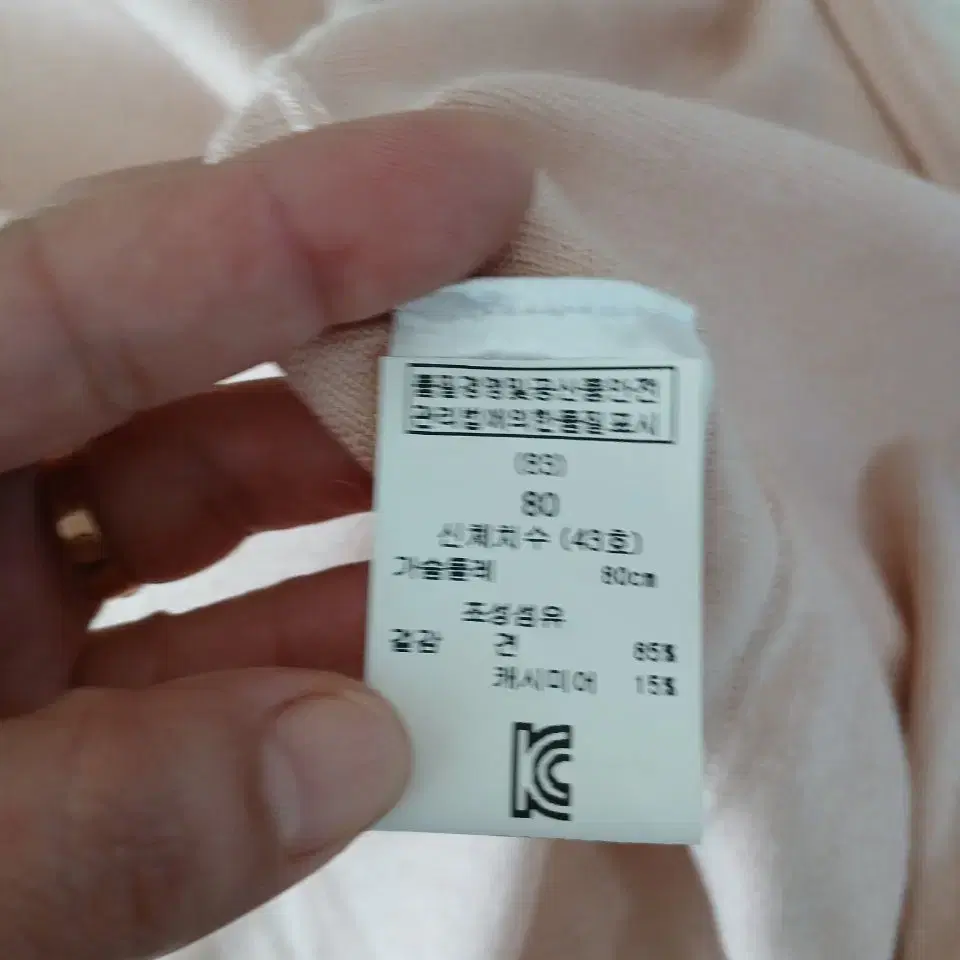 품질경영및공산품안전
관리법에의한품질표시
80
신체치수 (43호)
가슴둘레 80cm
조성섬유
겉감 견 85%
캐시미어 15%
KC